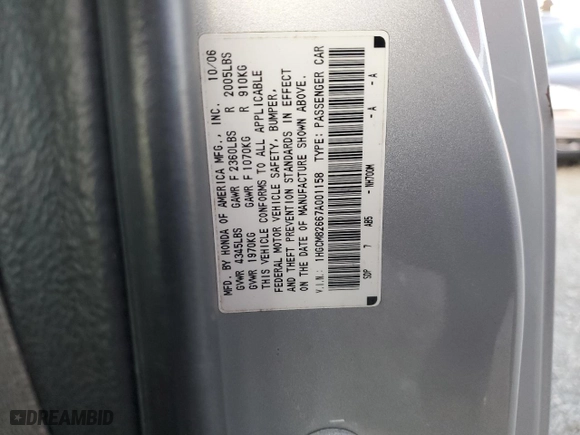 MFD. BY HONDA OF AMERICA MFG., INC. 10/06
GVWR 4345LBS GAWR F 2360LBS R 2005LBS
GVWR 1970KG GAWR F 1070KG R 910KG
THIS VEHICLE CONFORMS TO ALL APPLICABLE
FEDERAL MOTOR VEHICLE SAFETY, BUMPER,
AND THEFT PREVENTION STANDARDS IN EFFECT
ON THE DATE OF MANUFACTURE SHOWN ABOVE.
V.I.N.: 1HGCM82667A001158 TYPE: PASSENGER CAR
SDP 7 AB5 - NH700M - A - A
DREAMBID